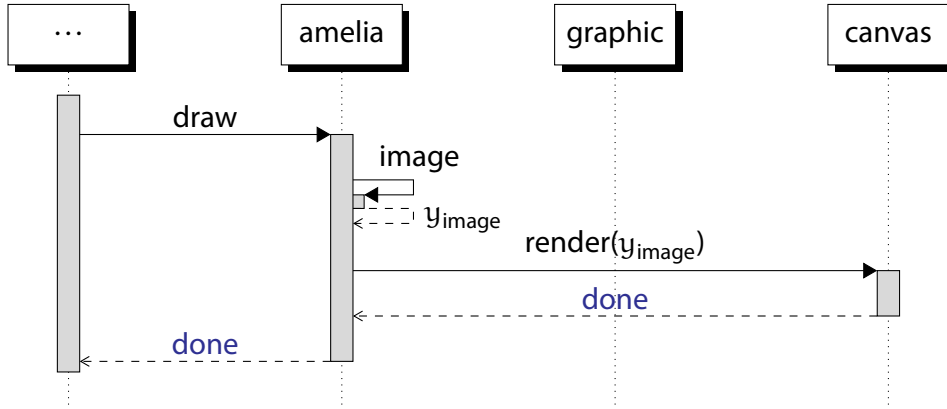 … amelia graphic canvas
draw
image
yimage
render(yimage)
done
done